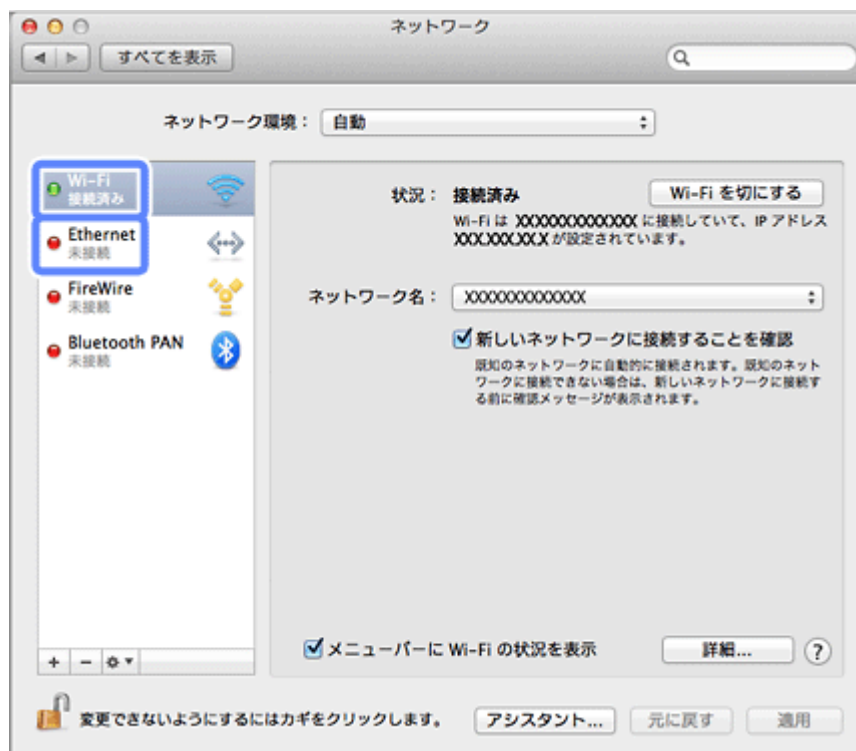 ネットワーク
すべてを表示
ネットワーク環境： 自動
Wi-Fi
接続済み
Ethernet
未接続
FireWire
未接続
Bluetooth PAN
未接続
状況： 接続済み
Wi-Fi を切にする
Wi-Fi は XXXXXXXXXXXXX に接続していて、IP アドレス
XXX.XXX.XX.X が設定されています。
ネットワーク名： XXXXXXXXXXXXX
新しいネットワークに接続することを確認
既知のネットワークに自動的に接続されます。既知のネット
ワークに接続できない場合は、新しいネットワークに接続す
る前に確認メッセージが表示されます。
メニューバーに Wi-Fi の状況を表示
詳細...
?
変更できないようにするにはカギをクリックします。
アシスタント...
元に戻す
適用